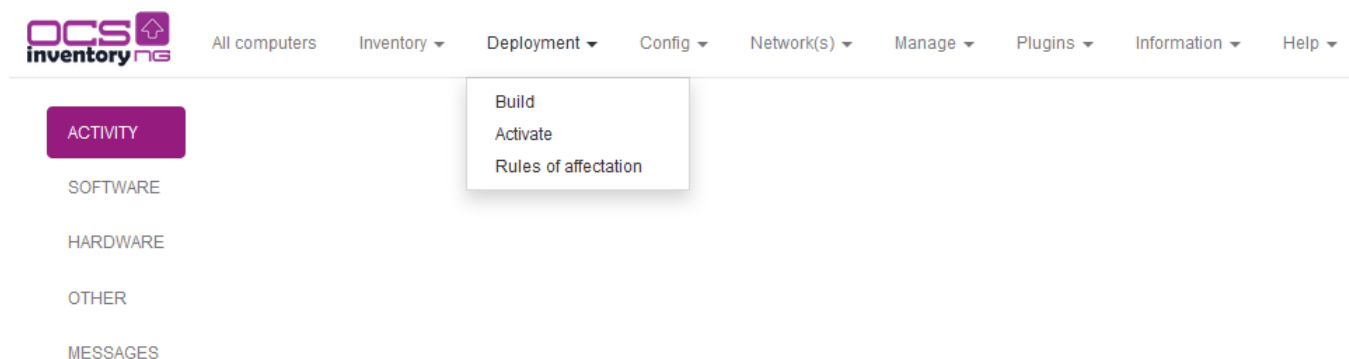 OCS
inventory NG
All computers Inventory Deployment Config Network(s) Manage Plugins Information Help
Build
Activate
Rules of affectation
ACTIVITY
SOFTWARE
HARDWARE
OTHER
MESSAGES